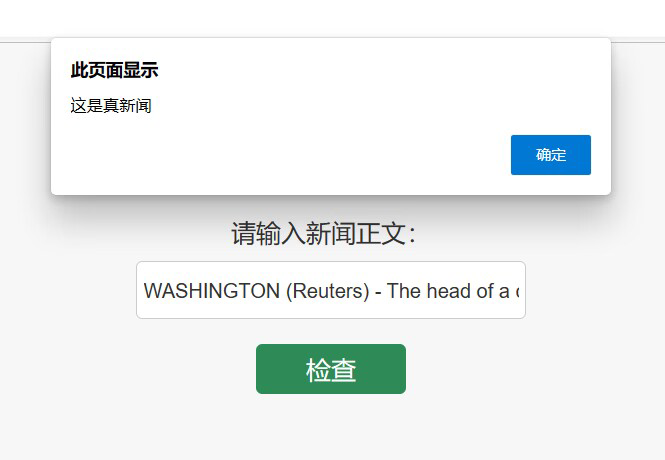 此页面显示
这是真新闻
确定
请输入新闻正文：
WASHINGTON (Reuters) - The head of a
检查